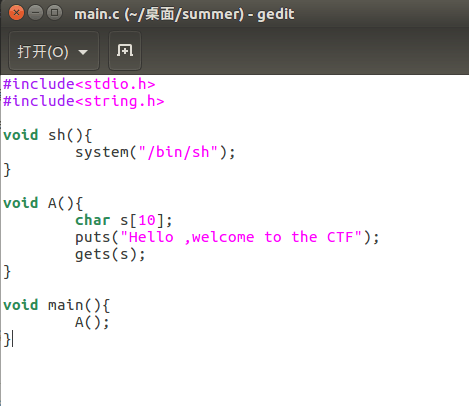 main.c (~/桌面/summer) - gedit
打开(O)
#include<stdio.h>
#include<string.h>
void sh(){
        system("/bin/sh");
}
void A(){
        char s[10];
        puts("Hello ,welcome to the CTF");
        gets(s);
}
void main(){
        A();
}